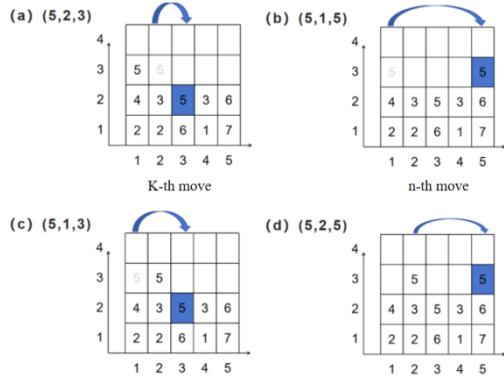 (a) (5,2,3)
4
3 5 5
2 4 3 5 3 6
1 2 2 6 1 7
1 2 3 4 5
K-th move
(b) (5,1,5)
4
3 5 5
2 4 3 5 3 6
1 2 2 6 1 7
1 2 3 4 5
n-th move
(c) (5,1,3)
4
3 5 5
2 4 3 5 3 6
1 2 2 6 1 7
1 2 3 4 5
(d) (5,2,5)
4
3 5 5
2 4 3 5 3 6
1 2 2 6 1 7
1 2 3 4 5